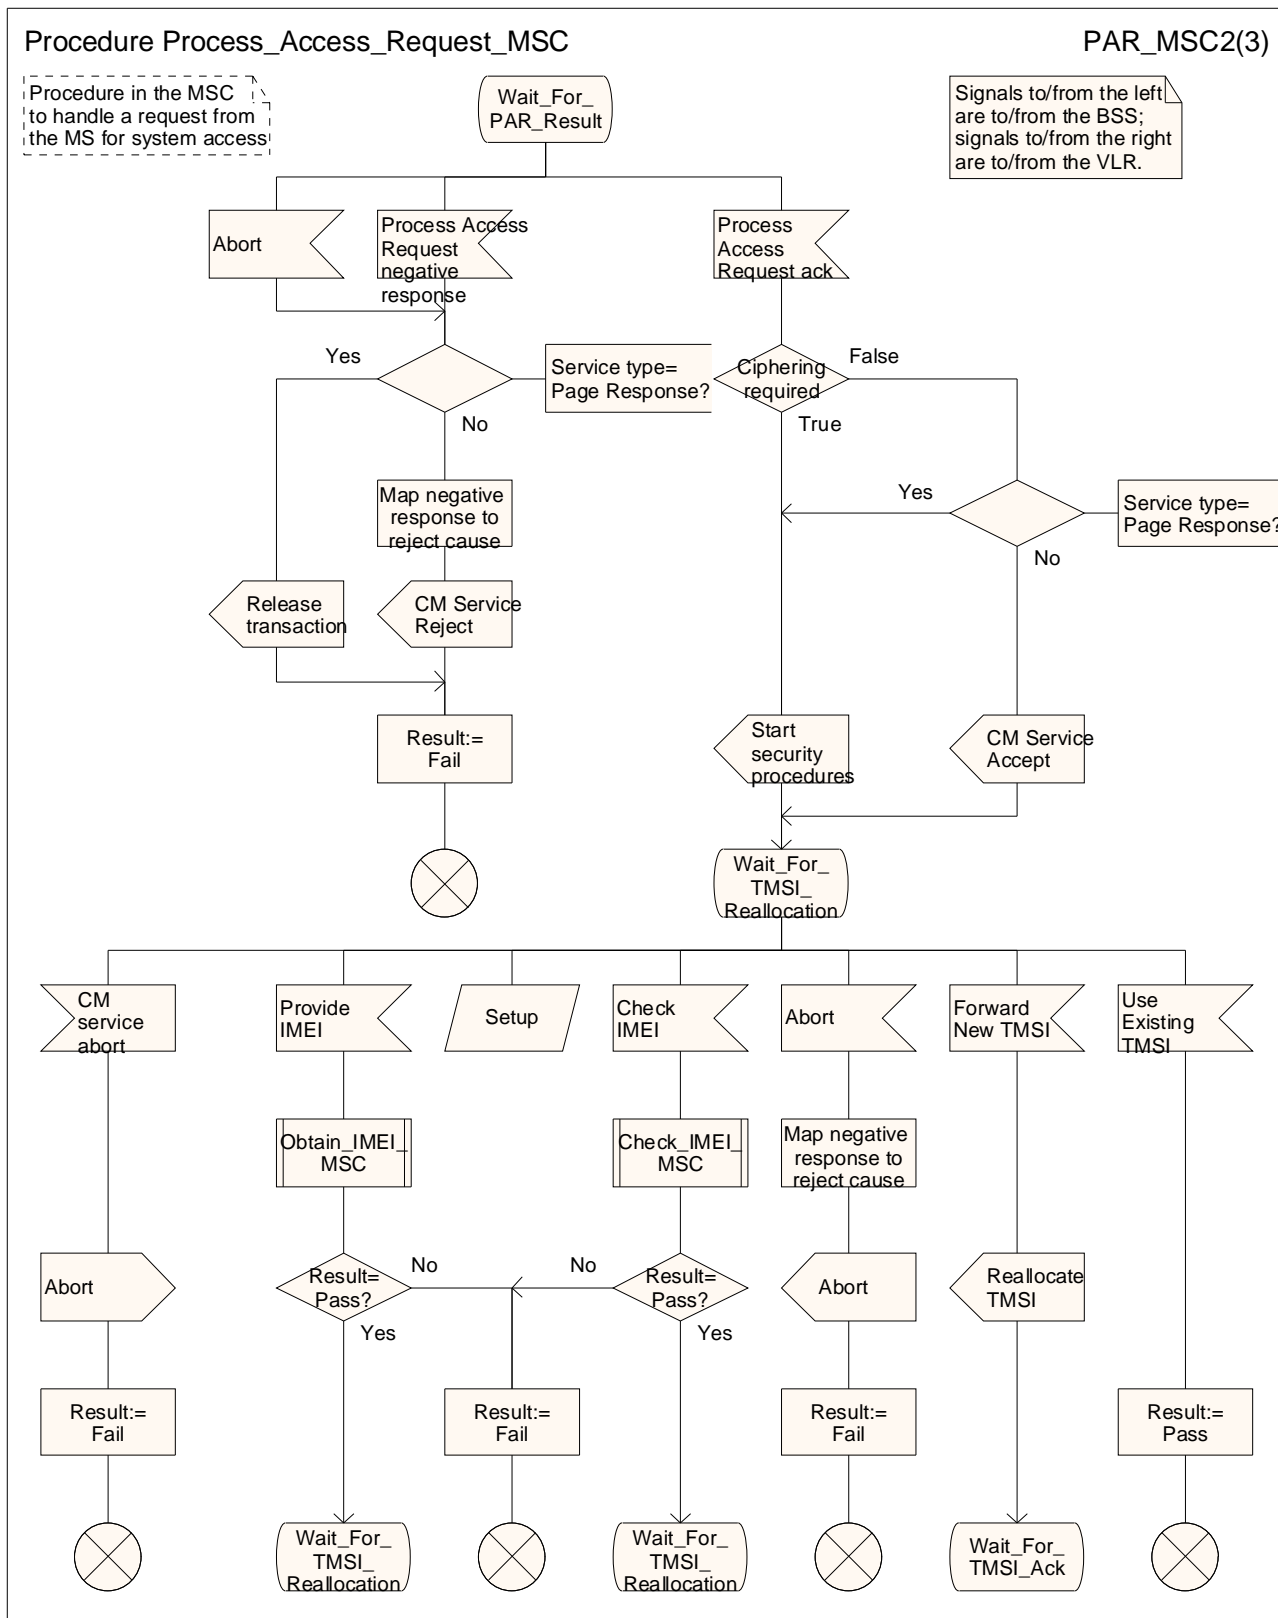 Procedure Process_Access_Request_MSC
PAR_MSC2(3)
Procedure in the MSC
to handle a request from
the MS for system access
Wait_For_
PAR_Result
Signals to/from the left
are to/from the BSS;
signals to/from the right
are to/from the VLR.
Abort
Process Access
Request
negative
response
Process
Access
Request ack
Yes
Service type=
Page Response?
No
Ciphering
required
False
True
Map negative
response to
reject cause
Yes
Service type=
Page Response?
No
Release
transaction
CM Service
Reject
Result:=
Fail
Start
security
procedures
CM Service
Accept
Wait_For_
TMSI_
Reallocation
CM
service
abort
Provide
IMEI
Setup
Check
IMEI
Abort
Forward
New TMSI
Use
Existing
TMSI
Obtain_IMEI_
MSC
Check_IMEI_
MSC
Map negative
response to
reject cause
Abort
Result=
Pass?
No
Yes
No
Result=
Pass?
Yes
Abort
Reallocate
TMSI
Result:=
Fail
Result:=
Fail
Result:=
Fail
Result:=
Pass
Wait_For_
TMSI_
Reallocation
Wait_For_
TMSI_
Reallocation
Wait_For_
TMSI_Ack